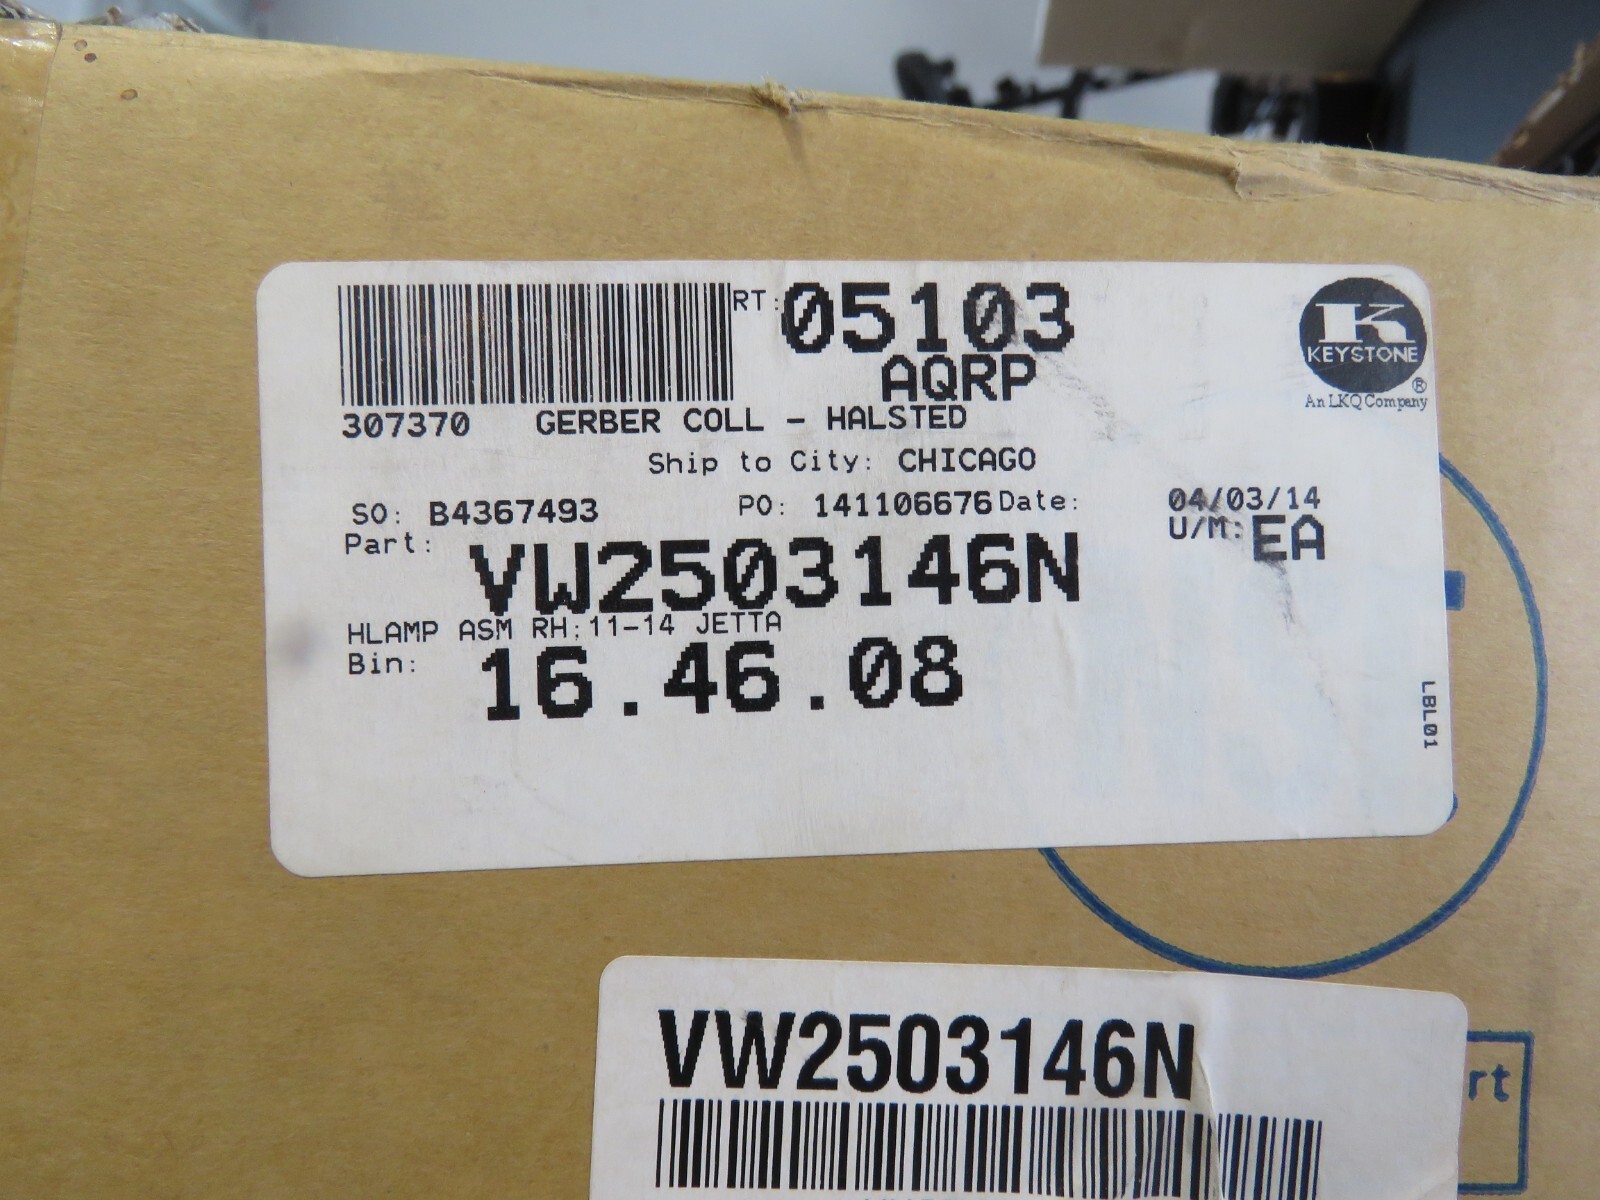 RT: 05103
AQRP
K
KEYSTONE
®
An LKQ Company
307370 GERBER COLL - HALSTED
Ship to City: CHICAGO
SO: B4367493 PO: 141106676 Date: 04/03/14
Part: VW2503146N U/M: EA
HLAMP ASM RH;11-14 JETTA
Bin: 16.46.08
LBL01
VW2503146N
rt